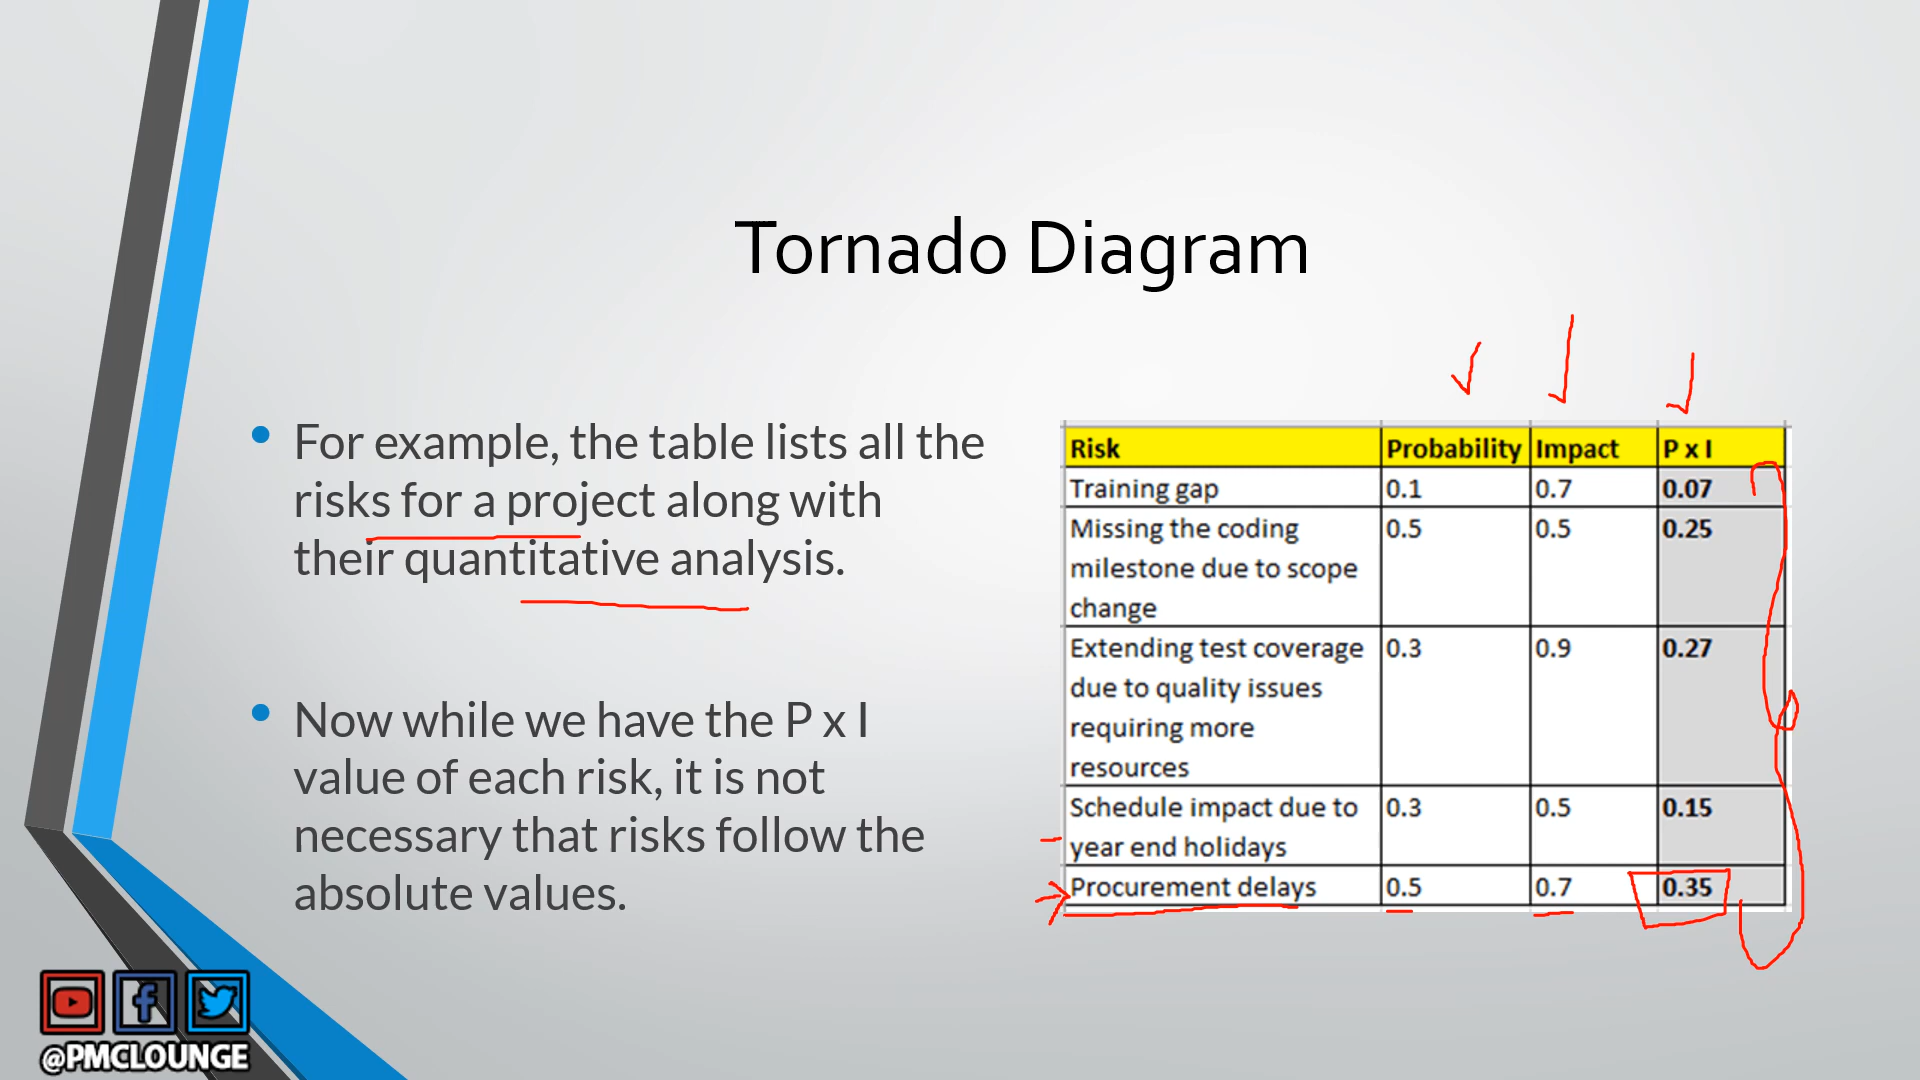 Tornado Diagram
For example, the table lists all the
risks for a project along with
their quantitative analysis.
Now while we have the P x I
value of each risk, it is not
necessary that risks follow the
absolute values.
Risk Probability Impact P x I
Training gap 0.1 0.7 0.07
Missing the coding 0.5 0.5 0.25
milestone due to scope
change
Extending test coverage 0.3 0.9 0.27
due to quality issues
requiring more
resources
Schedule impact due to 0.3 0.5 0.15
year end holidays
Procurement delays 0.5 0.7 0.35
@PMCLOUNGE